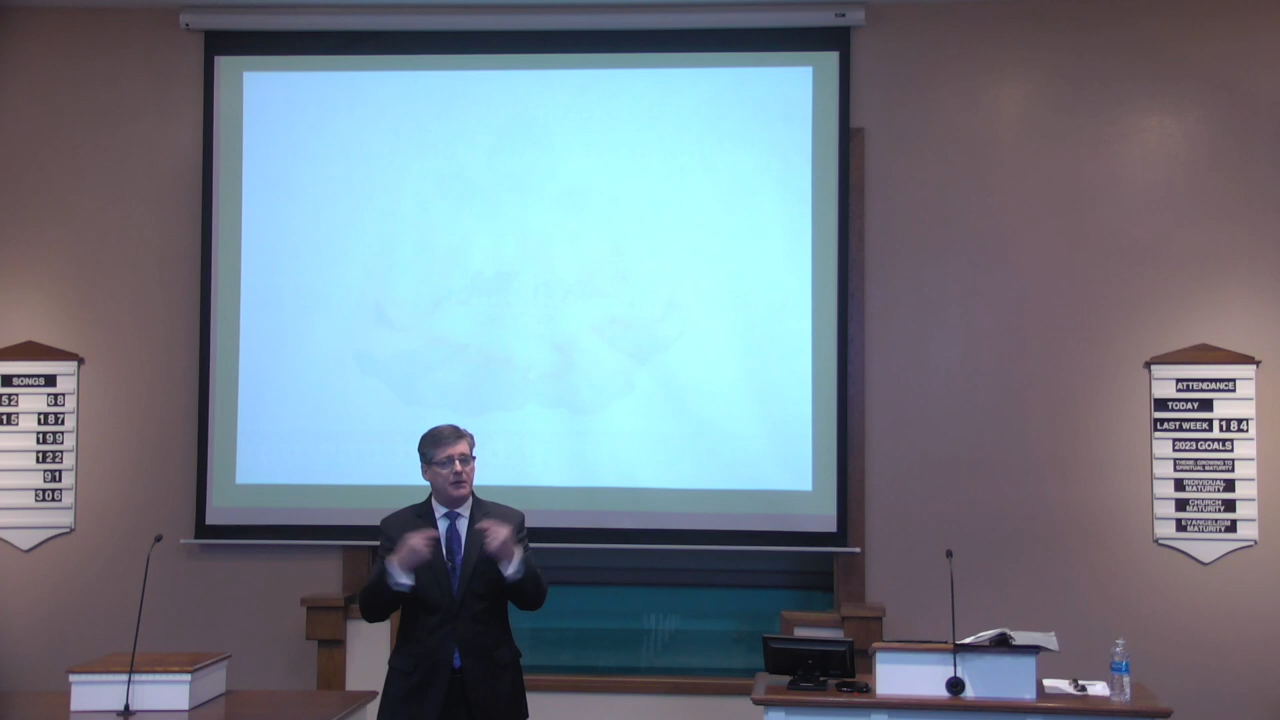 SONGS
52 68
15 187
199
122
91
306
ATTENDANCE
TODAY
LAST WEEK 184
2023 GOALS
THEME: GROWING TO
SPIRITUAL MATURITY
INDIVIDUAL
MATURITY
CHURCH
MATURITY
EVANGELISM
MATURITY